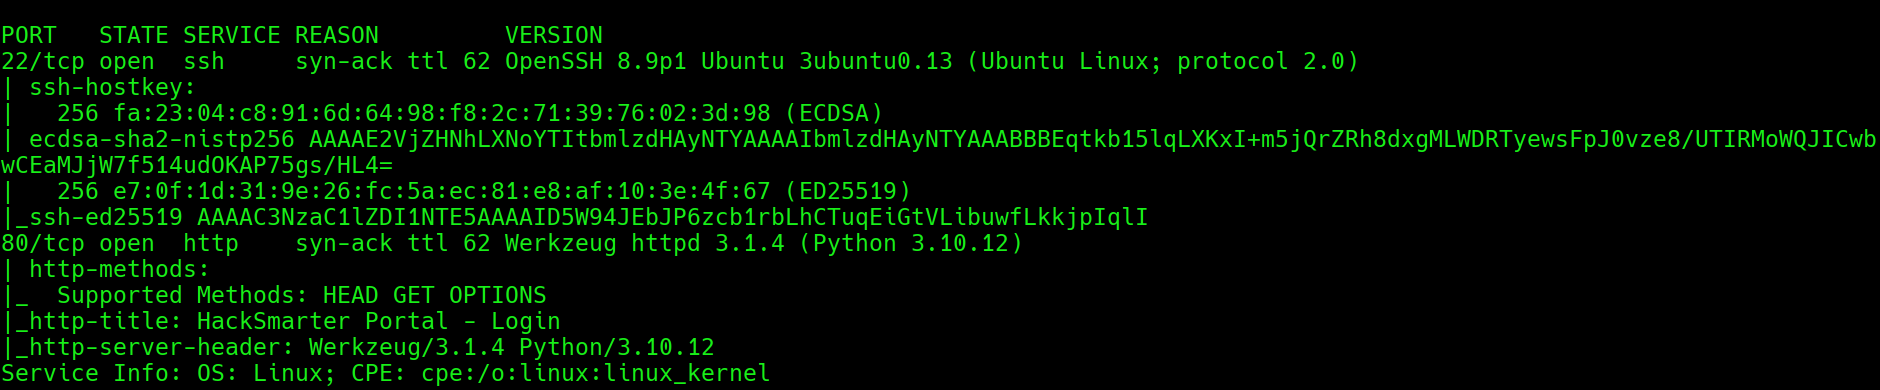 PORT   STATE SERVICE REASON         VERSION
22/tcp open  ssh     syn-ack ttl 62 OpenSSH 8.9p1 Ubuntu 3ubuntu0.13 (Ubuntu Linux; protocol 2.0)
| ssh-hostkey:
|   256 fa:23:04:c8:91:6d:64:98:f8:2c:71:39:76:02:3d:98 (ECDSA)
| ecdsa-sha2-nistp256 AAAAE2VjZHNhLXNoYTItbmlzdHAyNTYAAAAIbmlzdHAyNTYAAABBBEqtkb15lqLXKxI+m5jQrZRh8dxgMLWDRTyewsFpJ0vze8/UTIRMoWQJICwb
wCEaMJjW7f514udOKAP75gs/HL4=
|   256 e7:0f:1d:31:9e:26:fc:5a:ec:81:e8:af:10:3e:4f:67 (ED25519)
|_ssh-ed25519 AAAAC3NzaC1lZDI1NTE5AAAAID5W94JEbJP6zcb1rbLhCTuqEiGtVLibuwfLkkjpIqlI
80/tcp open  http    syn-ack ttl 62 Werkzeug httpd 3.1.4 (Python 3.10.12)
| http-methods:
|_  Supported Methods: HEAD GET OPTIONS
|_http-title: HackSmarter Portal - Login
|_http-server-header: Werkzeug/3.1.4 Python/3.10.12
Service Info: OS: Linux; CPE: cpe:/o:linux:linux_kernel